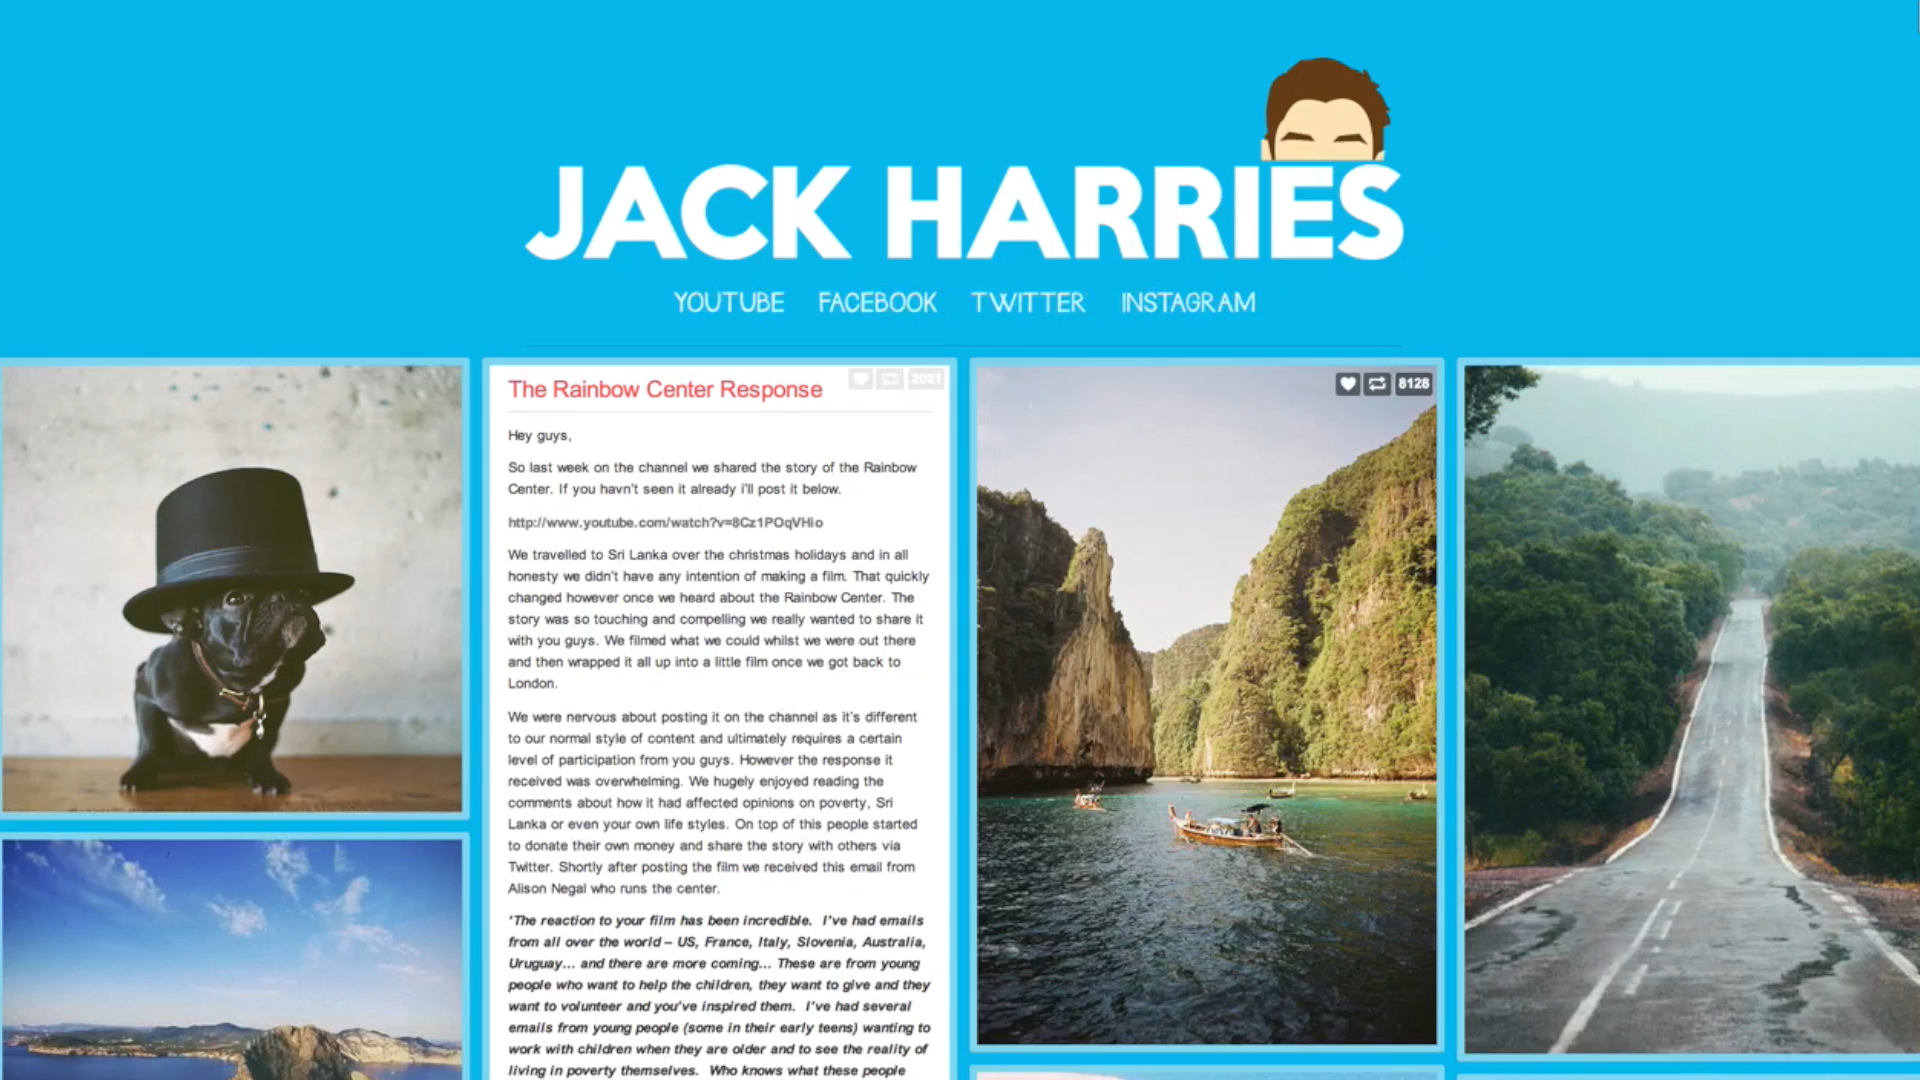 JACK HARRIES
YOUTUBE FACEBOOK TWITTER INSTAGRAM
The Rainbow Center Response
2081
8128
Hey guys,
So last week on the channel we shared the story of the Rainbow
Center. If you havn't seen it already i'll post it below.
http://www.youtube.com/watch?v=8Cz1POqVHio
We travelled to Sri Lanka over the christmas holidays and in all
honesty we didn't have any intention of making a film. That quickly
changed however once we heard about the Rainbow Center. The
story was so touching and compelling we really wanted to share it
with you guys. We filmed what we could whilst we were out there
and then wrapped it all up into a little film once we got back to
London.
We were nervous about posting it on the channel as it's different
to our normal style of content and ultimately requires a certain
level of participation from you guys. However the response it
received was overwhelming. We hugely enjoyed reading the
comments about how it had affected opinions on poverty, Sri
Lanka or even your own life styles. On top of this people started
to donate their own money and share the story with others via
Twitter. Shortly after posting the film we received this email from
Alison Negal who runs the center.
'The reaction to your film has been incredible. I've had emails
from all over the world – US, France, Italy, Slovenia, Australia,
Uruguay... and there are more coming... These are from young
people who want to help the children, they want to give and they
want to volunteer and you've inspired them. I've had several
emails from young people (some in their early teens) wanting to
work with children when they are older and to see the reality of
living in poverty themselves. Who knows what these people